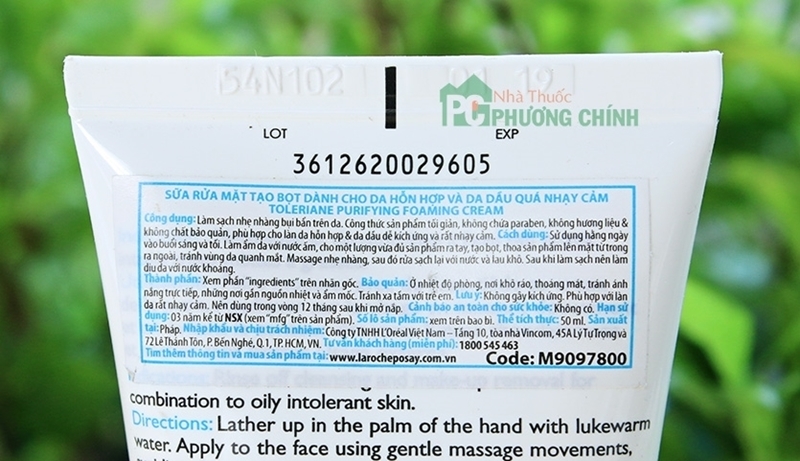 54N102
01 19
Nhà Thuốc
PC PHƯƠNG CHÍNH
LOT
EXP
3612620029605
SỮA RỬA MẶT TẠO BỌT DÀNH CHO DA HỖN HỢP VÀ DA DẦU QUÁ NHẠY CẢM
TOLERIANE PURIFYING FOAMING CREAM
Công dụng: Làm sạch nhẹ nhàng bụi bẩn trên da. Công thức sản phẩm tối giản, không chứa paraben, không hương liệu &
không chất bảo quản, phù hợp cho làn da hỗn hợp & da dầu dễ kích ứng và rất nhạy cảm. Cách dùng: Sử dụng hằng ngày
vào buổi sáng và tối. Làm ẩm da với nước ấm, cho một lượng vừa đủ sản phẩm ra tay, tạo bọt, thoa sản phẩm lên mặt từ trong
ra ngoài, tránh vùng da quanh mắt. Massage nhẹ nhàng, sau đó rửa sạch lại với nước và lau khô. Sau khi làm sạch nên làm
dịu da với nước khoáng.
Thành phần: Xem phần "ingredients" trên nhãn gốc. Bảo quản: Ở nhiệt độ phòng, nơi khô ráo, thoáng mát, tránh ánh
nắng trực tiếp, những nơi gần nguồn nhiệt và ẩm mốc. Tránh xa tầm với trẻ em. Lưu ý: Không gây kích ứng. Phù hợp với làn
da rất nhạy cảm. Nên dùng trong vòng 12 tháng sau khi mở nắp. Cảnh báo an toàn cho sức khỏe: Không có. Hạn sử
dụng: 03 năm kể từ NSX (xem "mfg" trên sản phẩm). Số lô sản phẩm: xem trên bao bì. Thể tích thực: 50 ml. Sản xuất
tại: Pháp. Nhập khẩu và chịu trách nhiệm: Công ty TNHH L'Oréal Việt Nam -- Tầng 10, tòa nhà Vincom, 45A Lý Tự Trọng và
72 Lê Thánh Tôn, P. Bến Nghé, Q.1, TP. HCM, VN. Tư vấn khách hàng (miễn phí): 1800 545 463
Tìm thêm thông tin và mua sản phẩm tại: www.larocheposay.com.vn Code: M9097800
combination to oily intolerant skin.
Directions: Lather up in the palm of the hand with lukewarm
water. Apply to the face using gentle massage movements,